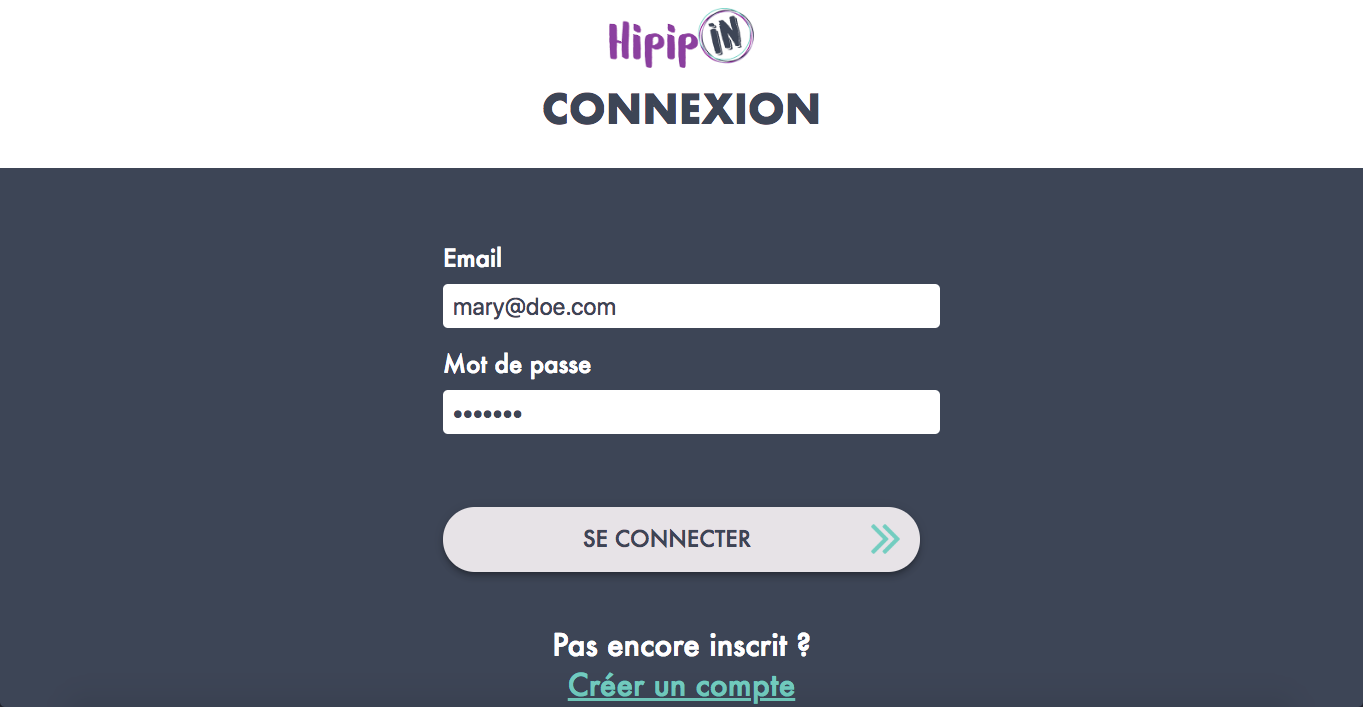 HipipiN
CONNEXION
Email
mary@doe.com
Mot de passe
•••••••
SE CONNECTER
Pas encore inscrit ?
Créer un compte